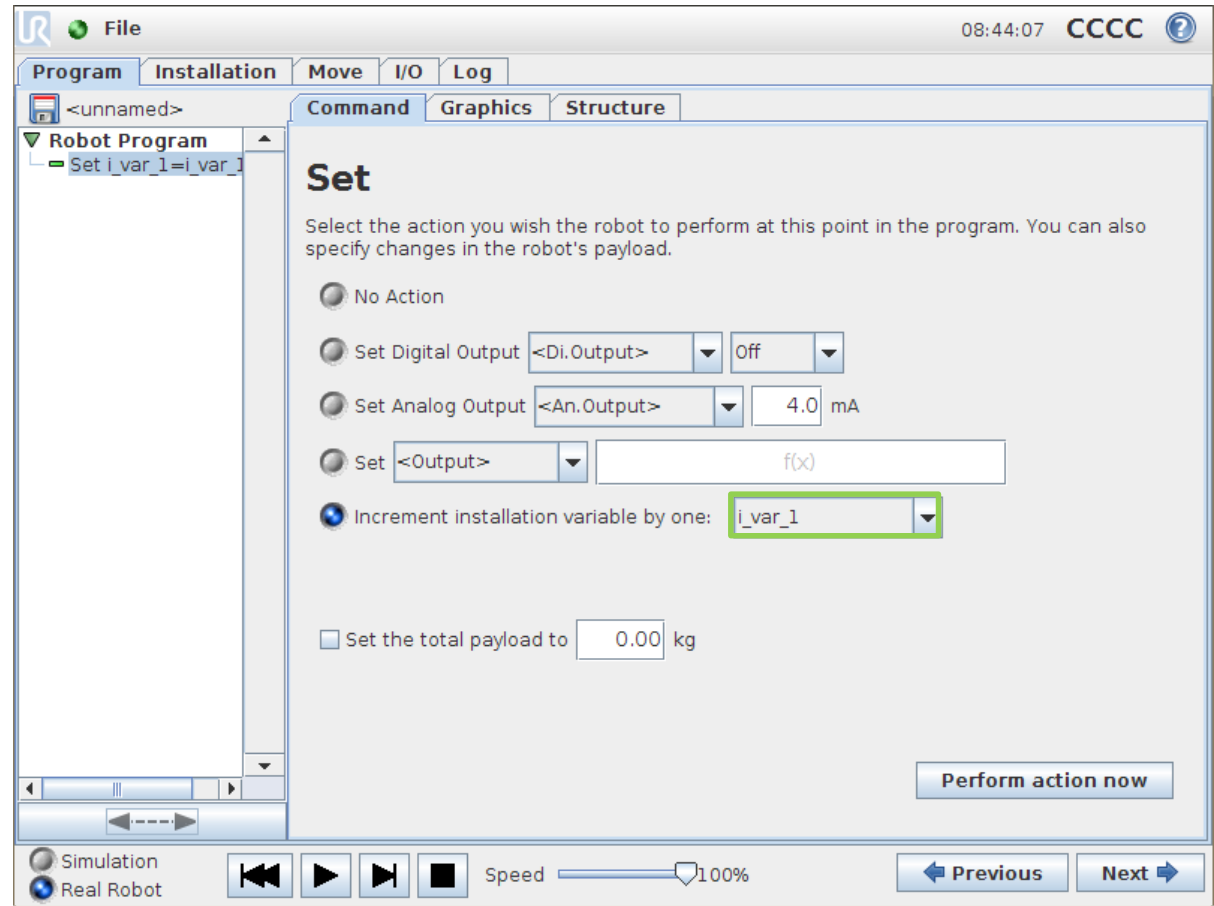 File 08:44:07 CCCC ?
Program Installation Move I/O Log
<unnamed>
Command Graphics Structure
Robot Program
Set i_var_1=i_var_1
Set
Select the action you wish the robot to perform at this point in the program. You can also
specify changes in the robot's payload.
No Action
Set Digital Output <Di.Output> Off
Set Analog Output <An.Output> 4.0 mA
Set <Output> f(x)
Increment installation variable by one: i_var_1
Set the total payload to 0.00 kg
Perform action now
Simulation
Real Robot
Speed 100%
Previous Next